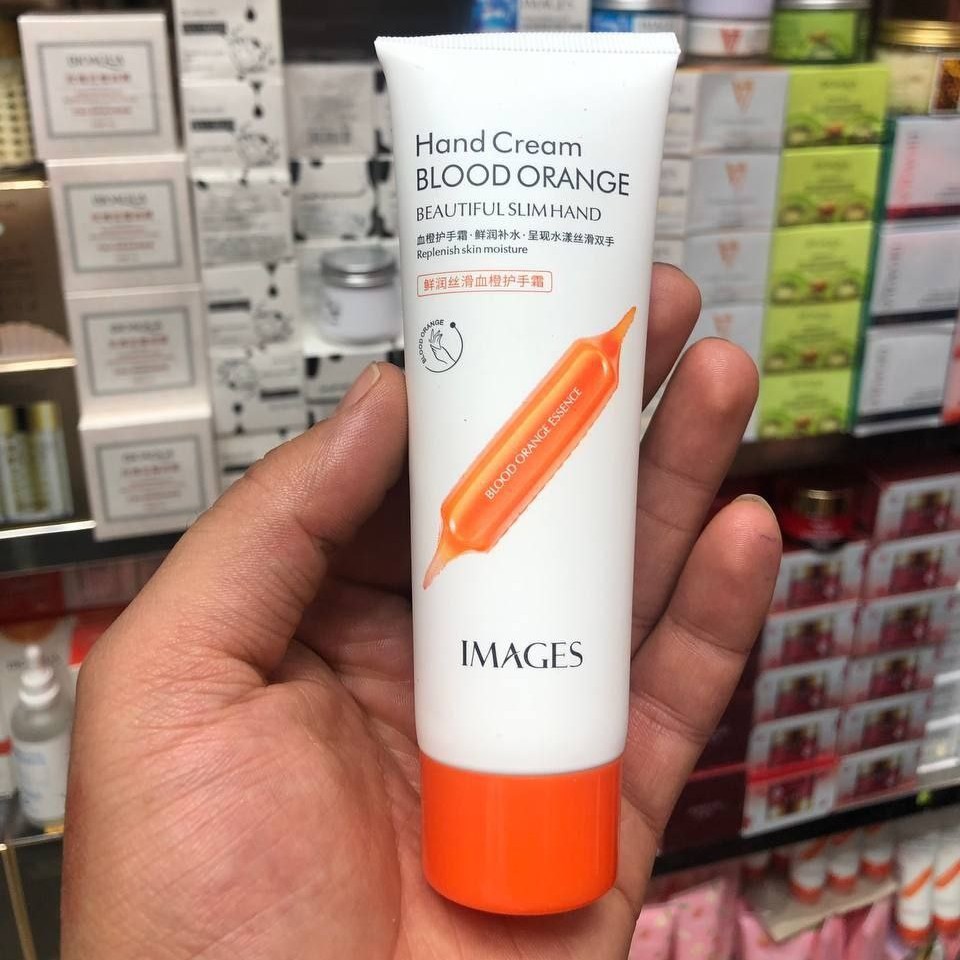 Hand Cream
BLOOD ORANGE
BEAUTIFUL SLIMHAND
血橙护手霜·鲜润补水·呈现水漾丝滑双手
Replenish skin moisture
鲜润丝滑血橙护手霜
BLOOD ORANGE
BLOOD ORANGE ESSENCE
IMAGES